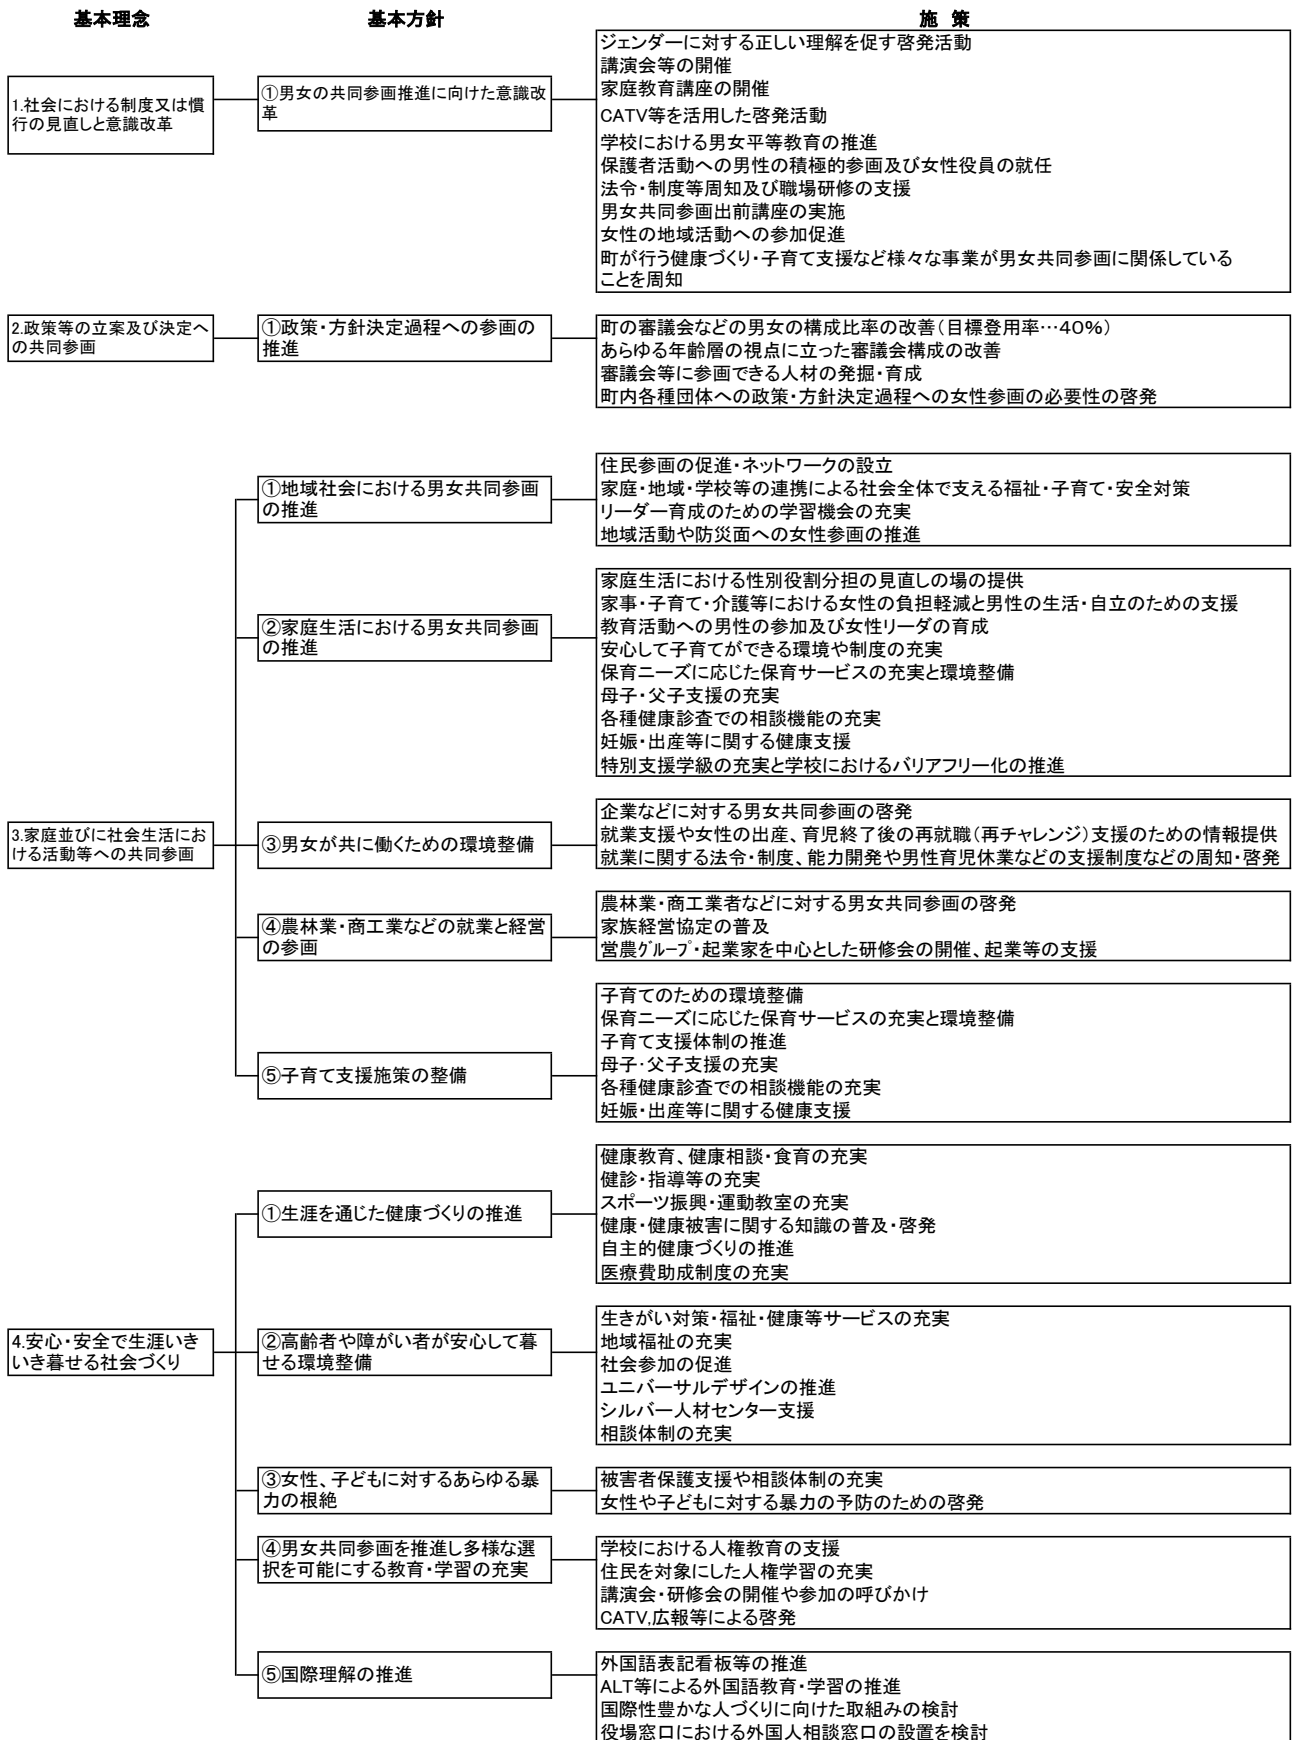 基本理念
基本方針
施 策
1.社会における制度又は慣
行の見直しと意識改革
①男女の共同参画推進に向けた意識改
革
ジェンダーに対する正しい理解を促す啓発活動
講演会等の開催
家庭教育講座の開催
CATV等を活用した啓発活動
学校における男女平等教育の推進
保護者活動への男性の積極的参画及び女性役員の就任
法令・制度等周知及び職場研修の支援
男女共同参画出前講座の実施
女性の地域活動への参加促進
町が行う健康づくり・子育て支援など様々な事業が男女共同参画に関係している
ことを周知
2.政策等の立案及び決定へ
の共同参画
①政策・方針決定過程への参画の
推進
町の審議会などの男女の構成比率の改善(目標登用率…40%)
あらゆる年齢層の視点に立った審議会構成の改善
審議会等に参画できる人材の発掘・育成
町内各種団体への政策・方針決定過程への女性参画の必要性の啓発
3.家庭並びに社会生活にお
ける活動等への共同参画
①地域社会における男女共同参画
の推進
住民参画の促進・ネットワークの設立
家庭・地域・学校等の連携による社会全体で支える福祉・子育て・安全対策
リーダー育成のための学習機会の充実
地域活動や防災面への女性参画の推進
②家庭生活における男女共同参画
の推進
家庭生活における性別役割分担の見直しの場の提供
家事・子育て・介護等における女性の負担軽減と男性の生活・自立のための支援
教育活動への男性の参加及び女性リーダの育成
安心して子育てができる環境や制度の充実
保育ニーズに応じた保育サービスの充実と環境整備
母子・父子支援の充実
各種健康診査での相談機能の充実
妊娠・出産等に関する健康支援
特別支援学級の充実と学校におけるバリアフリー化の推進
③男女が共に働くための環境整備
企業などに対する男女共同参画の啓発
就業支援や女性の出産、育児終了後の再就職(再チャレンジ)支援のための情報提供
就業に関する法令・制度、能力開発や男性育児休業などの支援制度などの周知・啓発
④農林業・商工業などの就業と経営
の参画
農林業・商工業者などに対する男女共同参画の啓発
家族経営協定の普及
営農グループ・起業家を中心とした研修会の開催、起業等の支援
⑤子育て支援施策の整備
子育てのための環境整備
保育ニーズに応じた保育サービスの充実と環境整備
子育て支援体制の推進
母子・父子支援の充実
各種健康診査での相談機能の充実
妊娠・出産等に関する健康支援
4.安心・安全で生涯いき
いき暮せる社会づくり
①生涯を通じた健康づくりの推進
健康教育、健康相談・食育の充実
健診・指導等の充実
スポーツ振興・運動教室の充実
健康・健康被害に関する知識の普及・啓発
自主的健康づくりの推進
医療費助成制度の充実
②高齢者や障がい者が安心して暮
せる環境整備
生きがい対策・福祉・健康等サービスの充実
地域福祉の充実
社会参加の促進
ユニバーサルデザインの推進
シルバー人材センター支援
相談体制の充実
③女性、子どもに対するあらゆる暴
力の根絶
被害者保護支援や相談体制の充実
女性や子どもに対する暴力の予防のための啓発
④男女共同参画を推進し多様な選
択を可能にする教育・学習の充実
学校における人権教育の支援
住民を対象にした人権学習の充実
講演会・研修会の開催や参加の呼びかけ
CATV,広報等による啓発
⑤国際理解の推進
外国語表記看板等の推進
ALT等による外国語教育・学習の推進
国際性豊かな人づくりに向けた取組みの検討
役場窓口における外国人相談窓口の設置を検討